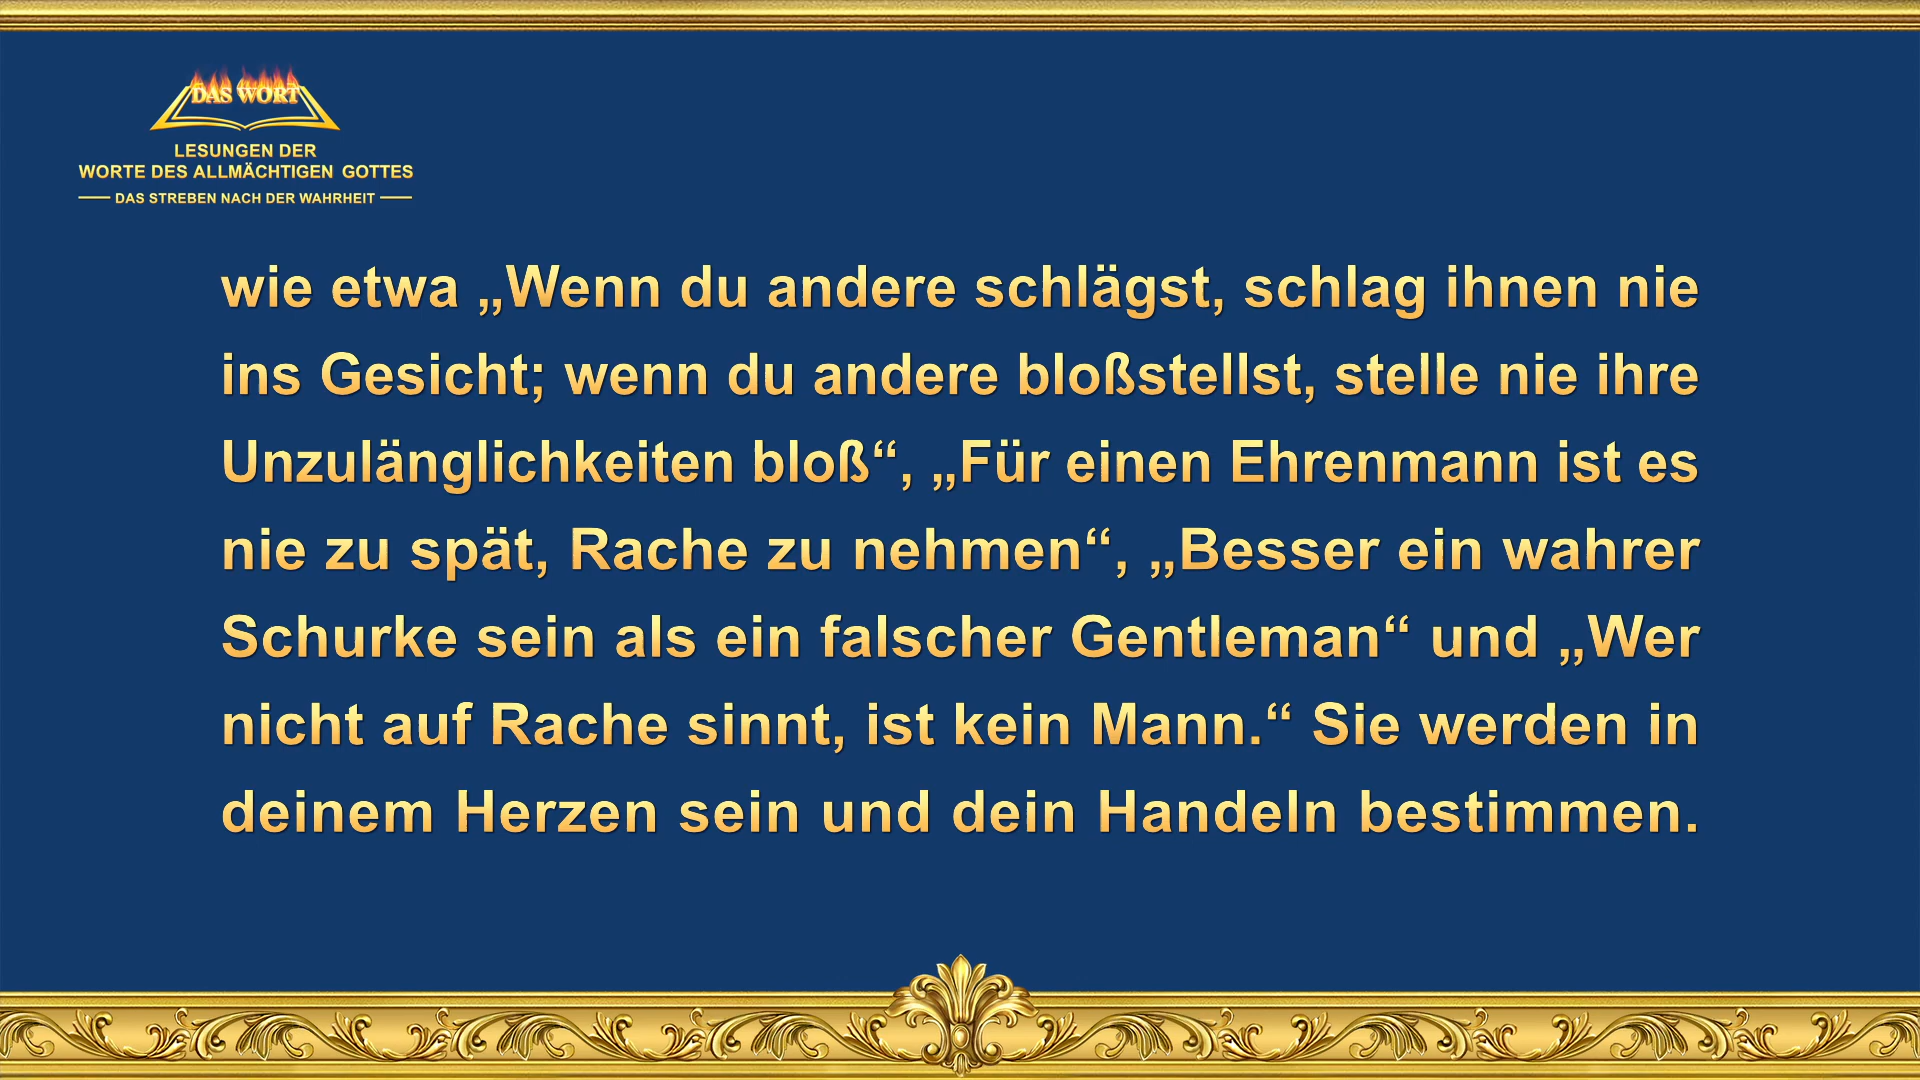 DAS WORT
LESUNGEN DER
WORTE DES ALLMÄCHTIGEN GOTTES
DAS STREBEN NACH DER WAHRHEIT
wie etwa „Wenn du andere schlägst, schlag ihnen nie
ins Gesicht; wenn du andere bloßstellst, stelle nie ihre
Unzulänglichkeiten bloß“, „Für einen Ehrenmann ist es
nie zu spät, Rache zu nehmen“, „Besser ein wahrer
Schurke sein als ein falscher Gentleman“ und „Wer
nicht auf Rache sinnt, ist kein Mann.“ Sie werden in
deinem Herzen sein und dein Handeln bestimmen.